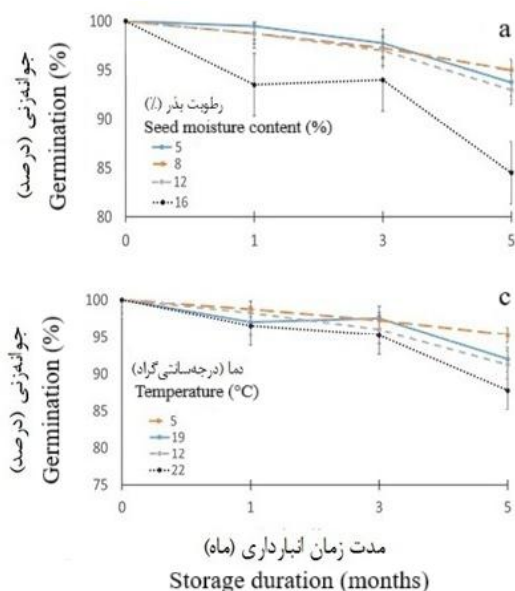 a
جوانه‌زنی (درصد)
Germination (%)
100
95
90
85
80
رطوبت بذر (٪)
Seed moisture content (%)
5
8
12
16
0 1 3 5
c
جوانه‌زنی (درصد)
Germination (%)
100
95
90
85
80
75
دما (درجه‌سانتی‌گراد)
Temperature (°C)
5
19
12
22
0 1 3 5
مدت زمان انبارداری (ماه)
Storage duration (months)